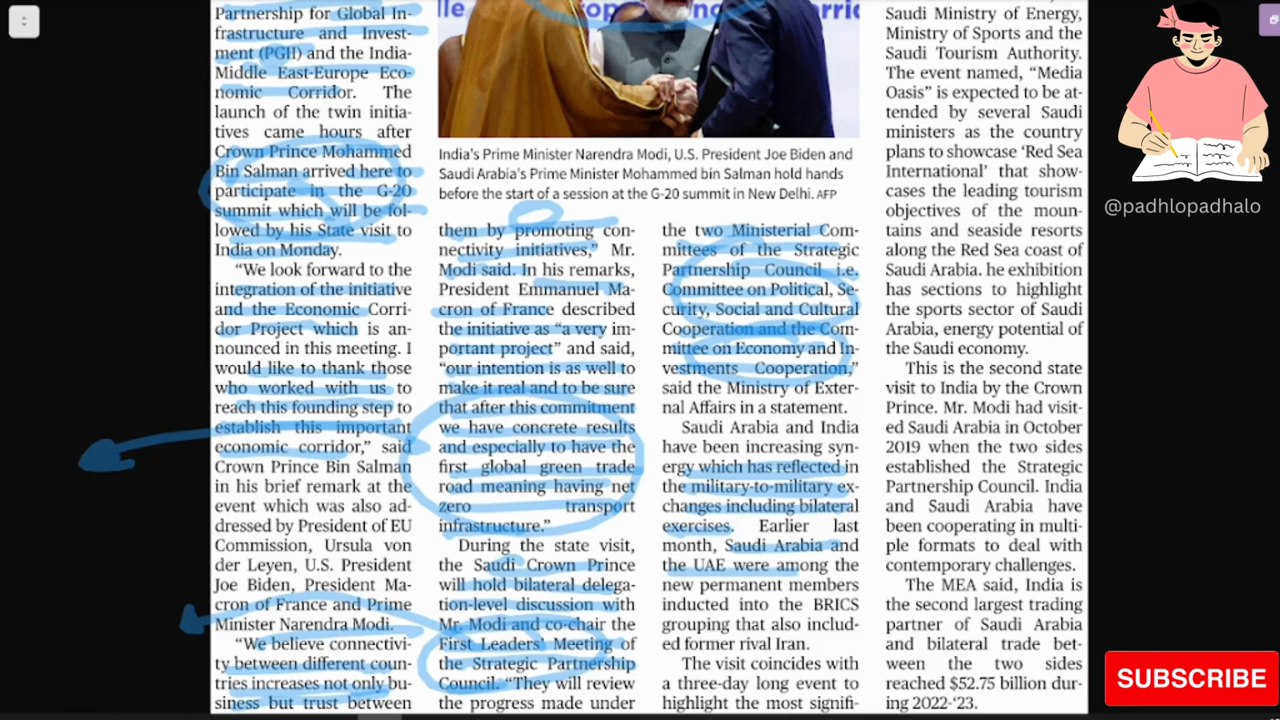 Partnership for Global In-
frastructure and Invest-
ment (PGII) and the India-
Middle East-Europe Eco-
nomic Corridor. The
launch of the twin initia-
tives came hours after
Crown Prince Mohammed
Bin Salman arrived here to
participate in the G-20
summit which will be fol-
lowed by his State visit to
India on Monday.
“We look forward to the
integration of the initiative
and the Economic Corri-
dor Project which is an-
nounced in this meeting. I
would like to thank those
who worked with us to
reach this founding step to
establish this important
economic corridor,” said
Crown Prince Bin Salman
in his brief remark at the
event which was also ad-
dressed by President of EU
Commission, Ursula von
der Leyen, U.S. President
Joe Biden, President Ma-
cron of France and Prime
Minister Narendra Modi.
“We believe connectivi-
ty between different coun-
tries increases not only bu-
siness but trust between
India's Prime Minister Narendra Modi, U.S. President Joe Biden and
Saudi Arabia's Prime Minister Mohammed bin Salman hold hands
before the start of a session at the G-20 summit in New Delhi. AFP
them by promoting con-
nectivity initiatives,” Mr.
Modi said. In his remarks,
President Emmanuel Ma-
cron of France described
the initiative as “a very im-
portant project” and said,
“our intention is as well to
make it real and to be sure
that after this commitment
we have concrete results
and especially to have the
first global green trade
road meaning having net
zero transport
infrastructure.”
During the state visit,
the Saudi Crown Prince
will hold bilateral delega-
tion-level discussion with
Mr. Modi and co-chair the
First Leaders' Meeting of
the Strategic Partnership
Council. “They will review
the progress made under
the two Ministerial Com-
mittees of the Strategic
Partnership Council i.e.
Committee on Political, Se-
curity, Social and Cultural
Cooperation and the Com-
mittee on Economy and In-
vestments Cooperation,”
said the Ministry of Exter-
nal Affairs in a statement.
Saudi Arabia and India
have been increasing syn-
ergy which has reflected in
the military-to-military ex-
changes including bilateral
exercises. Earlier last
month, Saudi Arabia and
the UAE were among the
new permanent members
inducted into the BRICS
grouping that also includ-
ed former rival Iran.
The visit coincides with
a three-day long event to
highlight the most signifi-
Saudi Ministry of Energy,
Ministry of Sports and the
Saudi Tourism Authority.
The event named, “Media
Oasis” is expected to be at-
tended by several Saudi
ministers as the country
plans to showcase ‘Red Sea
International’ that show-
cases the leading tourism
objectives of the moun-
tains and seaside resorts
along the Red Sea coast of
Saudi Arabia. he exhibition
has sections to highlight
the sports sector of Saudi
Arabia, energy potential of
the Saudi economy.
This is the second state
visit to India by the Crown
Prince. Mr. Modi had visit-
ed Saudi Arabia in October
2019 when the two sides
established the Strategic
Partnership Council. India
and Saudi Arabia have
been cooperating in multi-
ple formats to deal with
contemporary challenges.
The MEA said, India is
the second largest trading
partner of Saudi Arabia
and bilateral trade bet-
ween the two sides
reached $52.75 billion dur-
ing 2022-‘23.
@padhlopadhalo
SUBSCRIBE